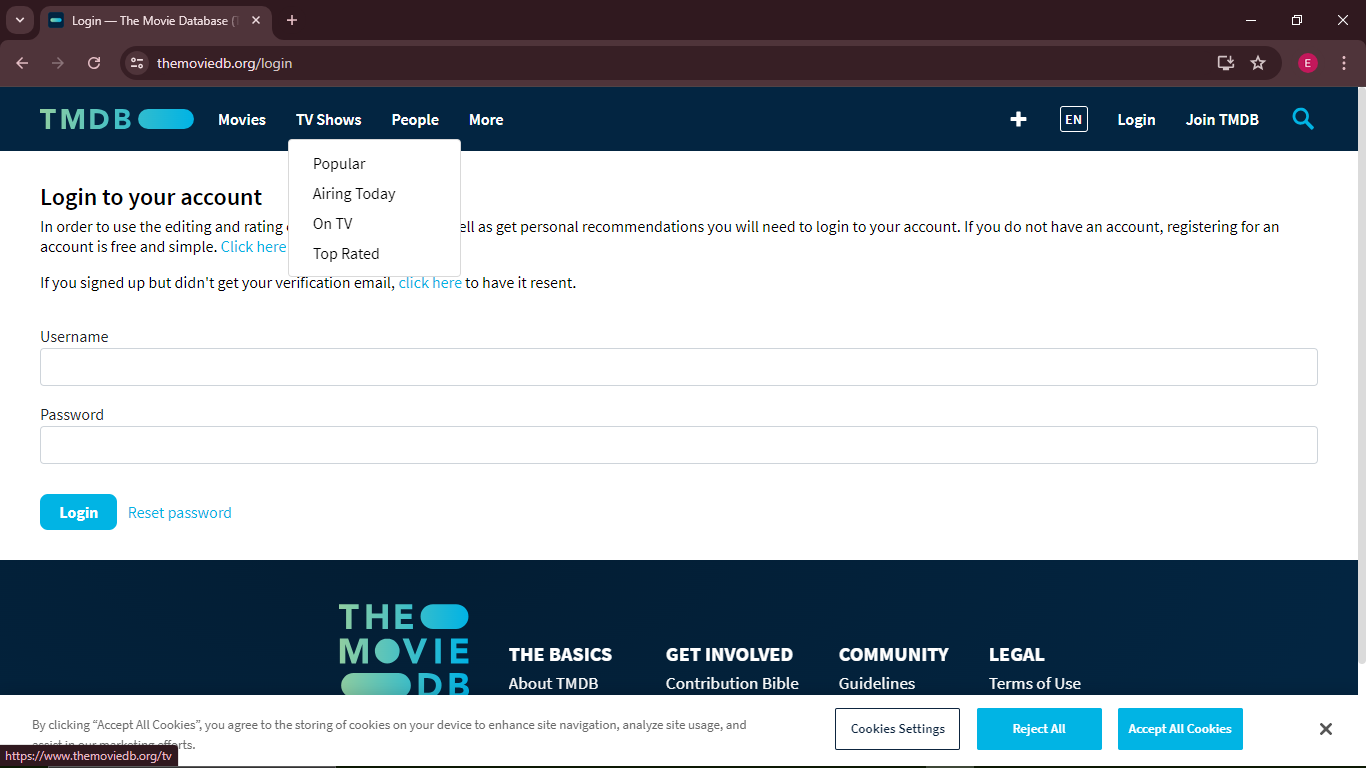 Login — The Movie Database (T
themoviedb.org/login
E
TMDB
Movies
TV Shows
People
More
EN
Login
Join TMDB
Popular
Airing Today
On TV
Top Rated
Login to your account
In order to use the editing and rating
ell as get personal recommendations you will need to login to your account. If you do not have an account, registering for an
account is free and simple. Click here
If you signed up but didn't get your verification email, click here to have it resent.
Username
Password
Login
Reset password
THE
MOVIE
DB
THE BASICS
GET INVOLVED
COMMUNITY
LEGAL
About TMDB
Contribution Bible
Guidelines
Terms of Use
By clicking “Accept All Cookies”, you agree to the storing of cookies on your device to enhance site navigation, analyze site usage, and
assist in our marketing efforts.
Cookies Settings
Reject All
Accept All Cookies
https://www.themoviedb.org/tv